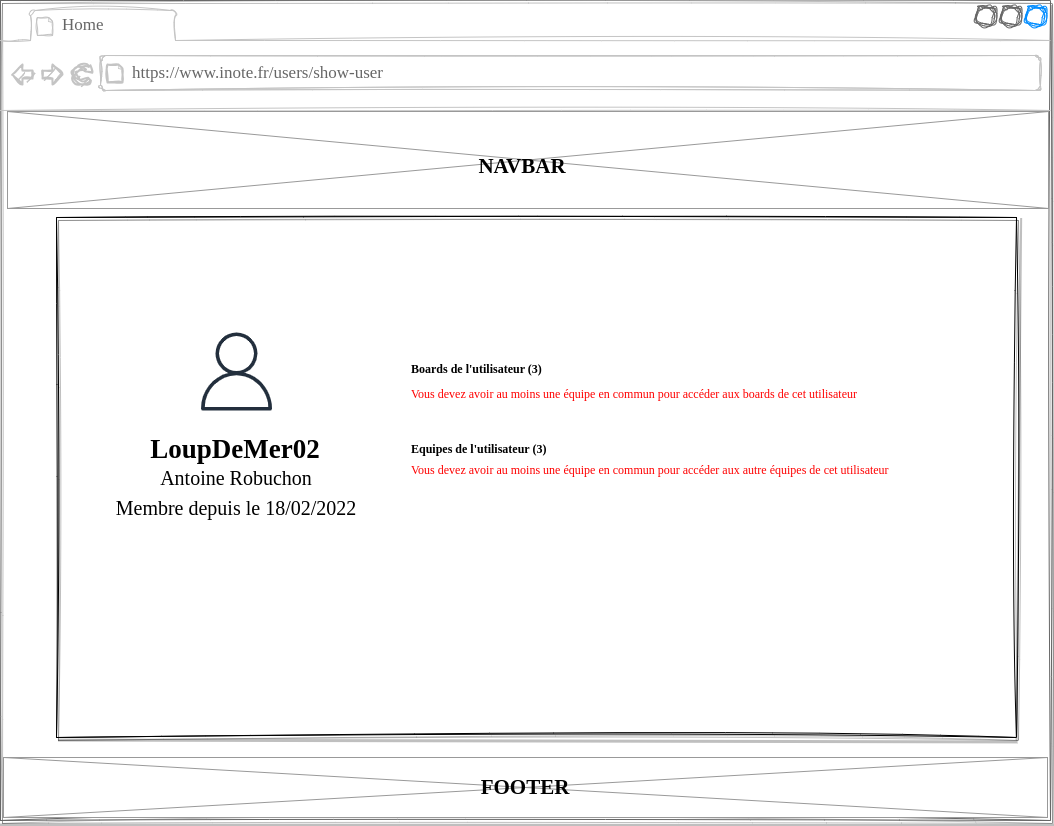 Home
https://www.inote.fr/users/show-user
NAVBAR
LoupDeMer02
Antoine Robuchon
Membre depuis le 18/02/2022
Boards de l'utilisateur (3)
Vous devez avoir au moins une équipe en commun pour accéder aux boards de cet utilisateur
Equipes de l'utilisateur (3)
Vous devez avoir au moins une équipe en commun pour accéder aux autre équipes de cet utilisateur
FOOTER